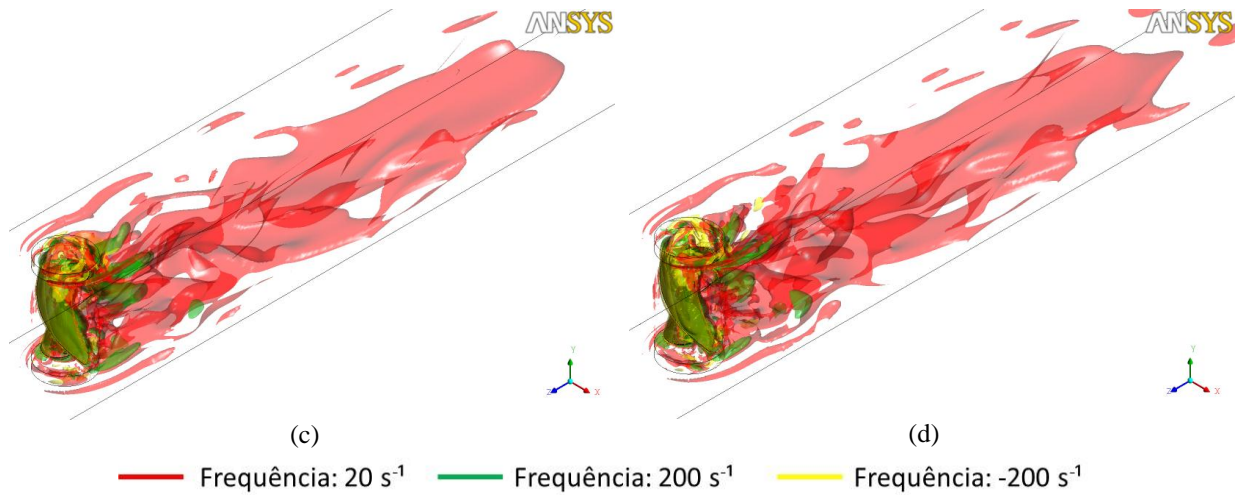 ANSYS
ANSYS
Y
Z
X
Y
Z
X
(c)
(d)
Frequência: 20 s⁻¹
Frequência: 200 s⁻¹
Frequência: -200 s⁻¹